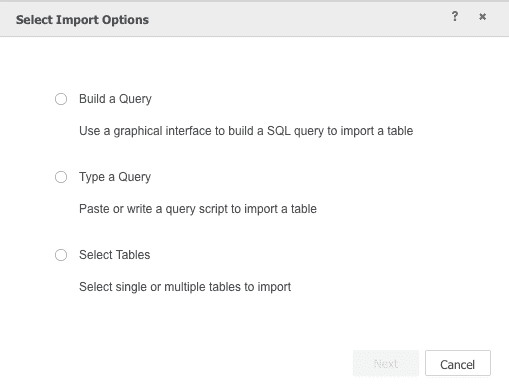 Select Import Options ? ×
Build a Query
Use a graphical interface to build a SQL query to import a table
Type a Query
Paste or write a query script to import a table
Select Tables
Select single or multiple tables to import
Next Cancel